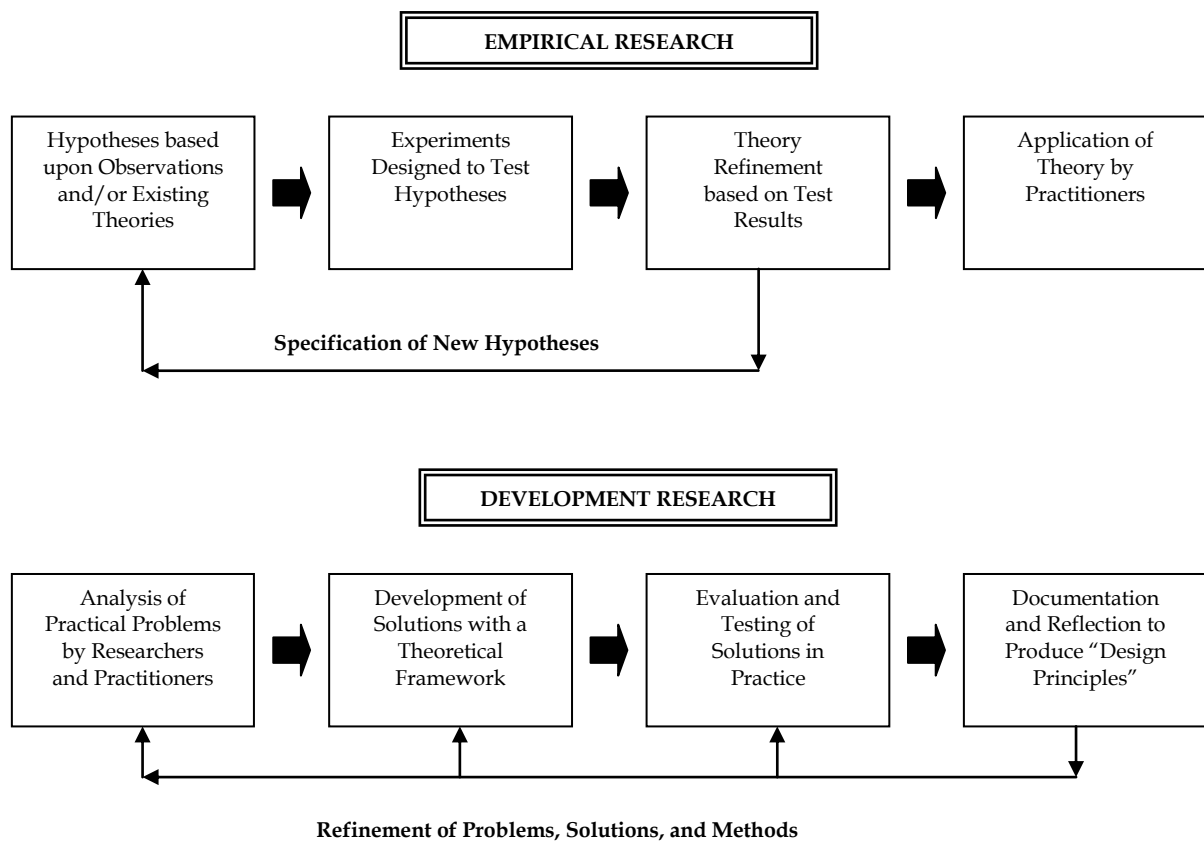 EMPIRICAL RESEARCH
Hypotheses based
upon Observations
and/or Existing
Theories
Experiments
Designed to Test
Hypotheses
Theory
Refinement
based on Test
Results
Application of
Theory by
Practitioners
Specification of New Hypotheses
DEVELOPMENT RESEARCH
Analysis of
Practical Problems
by Researchers
and Practitioners
Development of
Solutions with a
Theoretical
Framework
Evaluation and
Testing of
Solutions in
Practice
Documentation
and Reflection to
Produce “Design
Principles”
Refinement of Problems, Solutions, and Methods